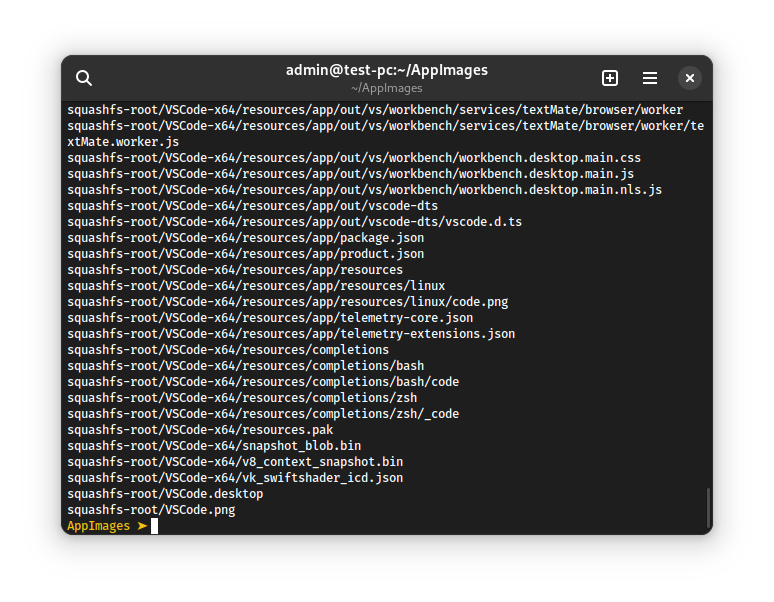 admin@test-pc:~/AppImages
~/AppImages
squashfs-root/VSCode-x64/resources/app/out/vs/workbench/services/textMate/browser/worker
squashfs-root/VSCode-x64/resources/app/out/vs/workbench/services/textMate/browser/worker/te
xtMate.worker.js
squashfs-root/VSCode-x64/resources/app/out/vs/workbench/workbench.desktop.main.css
squashfs-root/VSCode-x64/resources/app/out/vs/workbench/workbench.desktop.main.js
squashfs-root/VSCode-x64/resources/app/out/vs/workbench/workbench.desktop.main.nls.js
squashfs-root/VSCode-x64/resources/app/out/vscode-dts
squashfs-root/VSCode-x64/resources/app/out/vscode-dts/vscode.d.ts
squashfs-root/VSCode-x64/resources/app/package.json
squashfs-root/VSCode-x64/resources/app/product.json
squashfs-root/VSCode-x64/resources/app/resources
squashfs-root/VSCode-x64/resources/app/resources/linux
squashfs-root/VSCode-x64/resources/app/resources/linux/code.png
squashfs-root/VSCode-x64/resources/app/telemetry-core.json
squashfs-root/VSCode-x64/resources/app/telemetry-extensions.json
squashfs-root/VSCode-x64/resources/completions
squashfs-root/VSCode-x64/resources/completions/bash
squashfs-root/VSCode-x64/resources/completions/bash/code
squashfs-root/VSCode-x64/resources/completions/zsh
squashfs-root/VSCode-x64/resources/completions/zsh/_code
squashfs-root/VSCode-x64/resources.pak
squashfs-root/VSCode-x64/snapshot_blob.bin
squashfs-root/VSCode-x64/v8_context_snapshot.bin
squashfs-root/VSCode-x64/vk_swiftshader_icd.json
squashfs-root/VSCode.desktop
squashfs-root/VSCode.png
AppImages ➤